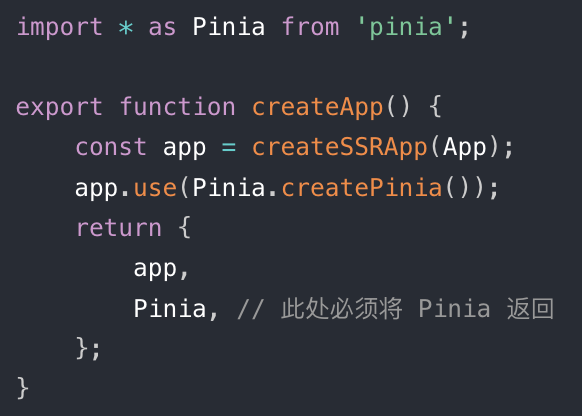 import * as Pinia from 'pinia';

export function createApp() {
    const app = createSSRApp(App);
    app.use(Pinia.createPinia());
    return {
        app,
        Pinia, // 此处必须将 Pinia 返回
    };
}